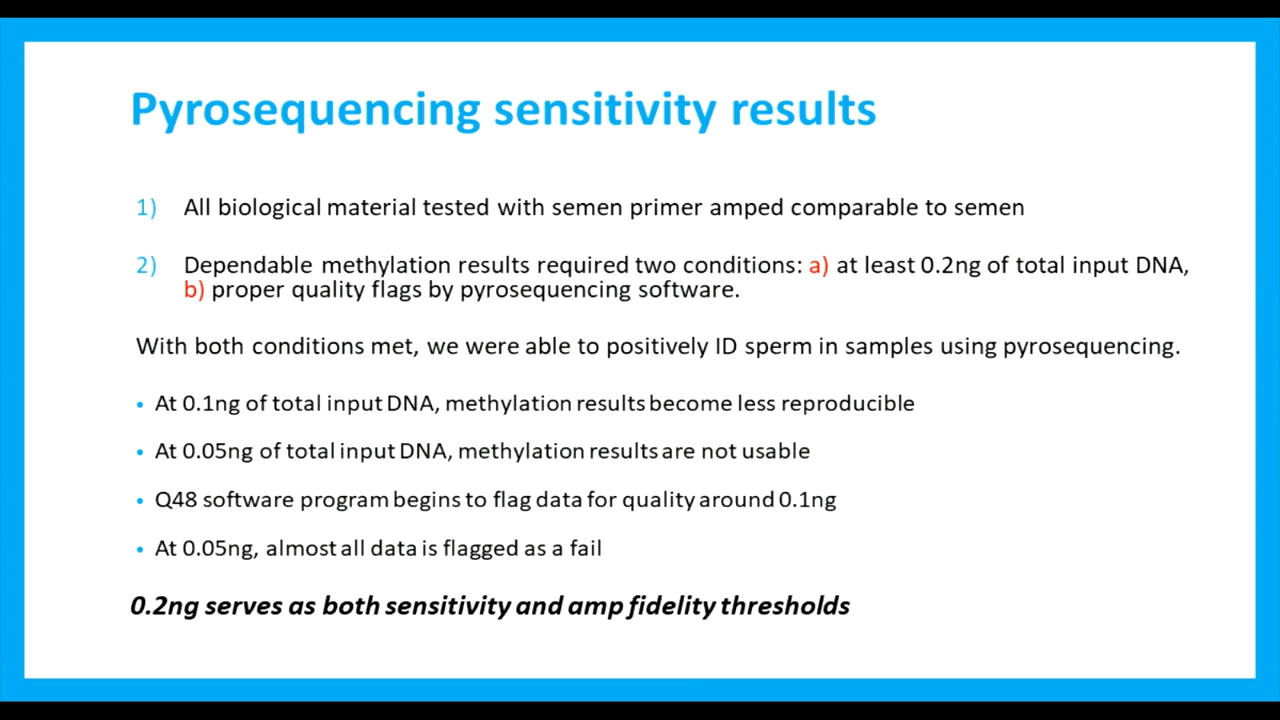 Pyrosequencing sensitivity results
1) All biological material tested with semen primer amped comparable to semen
2) Dependable methylation results required two conditions: a) at least 0.2ng of total input DNA,
b) proper quality flags by pyrosequencing software.
With both conditions met, we were able to positively ID sperm in samples using pyrosequencing.
• At 0.1ng of total input DNA, methylation results become less reproducible
• At 0.05ng of total input DNA, methylation results are not usable
• Q48 software program begins to flag data for quality around 0.1ng
• At 0.05ng, almost all data is flagged as a fail
0.2ng serves as both sensitivity and amp fidelity thresholds